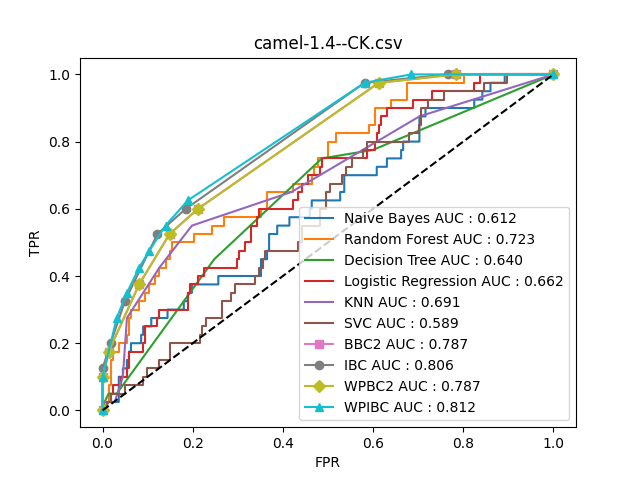 camel-1.4--CK.csv
TPR
1.0
0.8
0.6
0.4
0.2
0.0
Naive Bayes AUC : 0.612
Random Forest AUC : 0.723
Decision Tree AUC : 0.640
Logistic Regression AUC : 0.662
KNN AUC : 0.691
SVC AUC : 0.589
BBC2 AUC : 0.787
IBC AUC : 0.806
WPBC2 AUC : 0.787
WPIBC AUC : 0.812
0.0 0.2 0.4 0.6 0.8 1.0
FPR